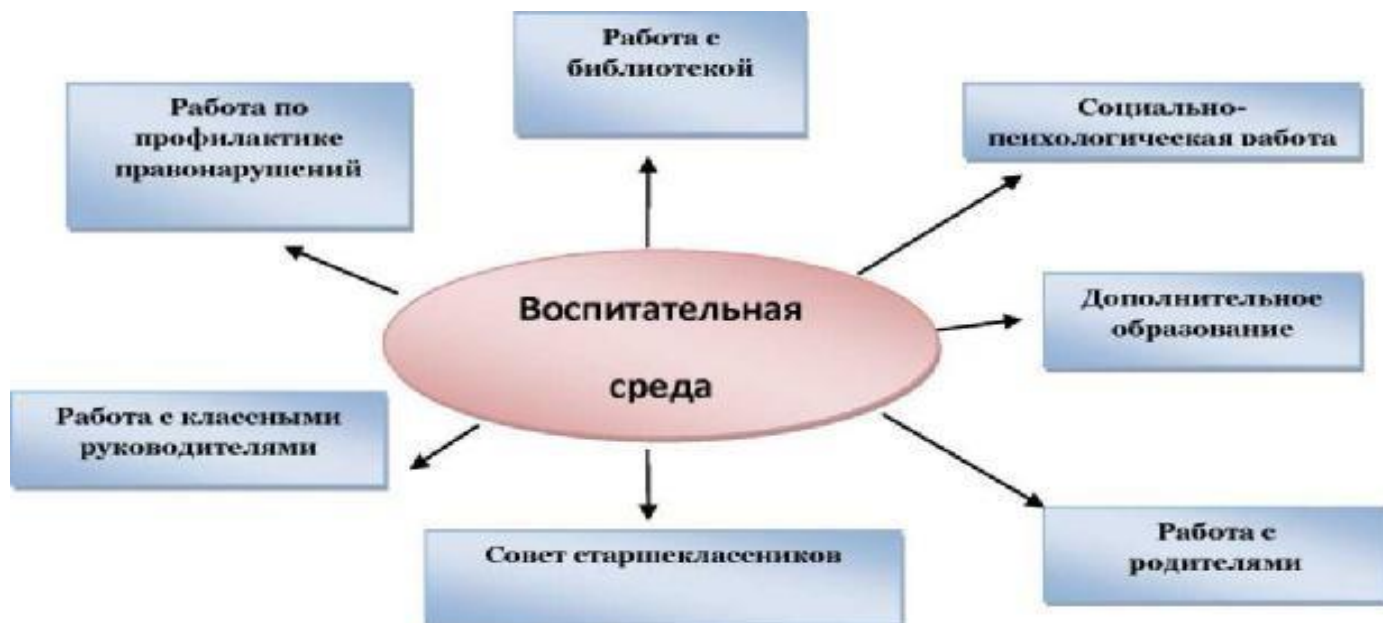 Работа с
библиотекой
Работа по
профилактике
правонарушений
Социально-
психологическая работа
Воспитательная
среда
Дополнительное
образование
Работа с классными
руководителями
Совет старшеклассников
Работа с
родителями